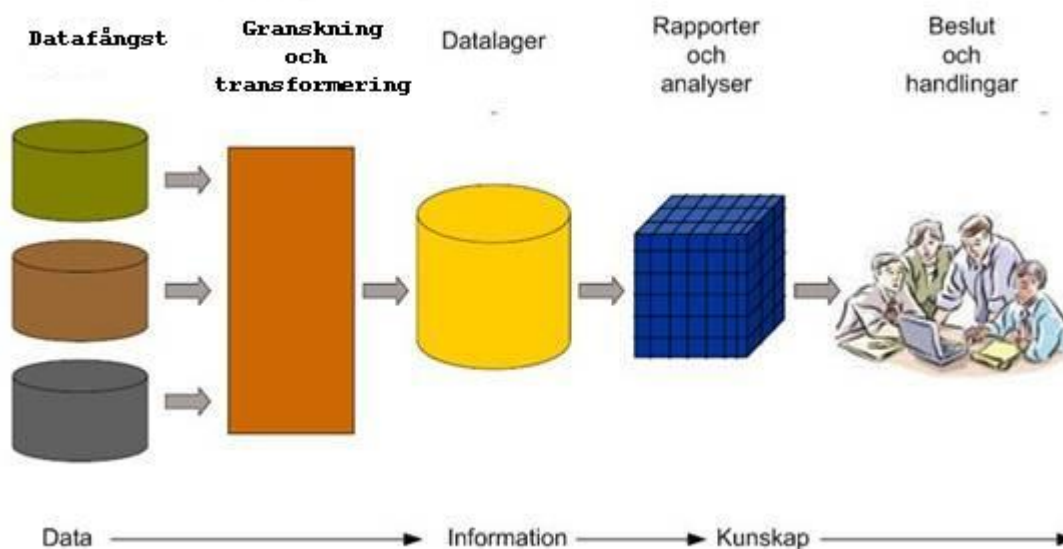 Datafångst
Granskning
och
transformering
Datalager
Rapporter
och
analyser
Beslut
och
handlingar
Data
Information
Kunskap